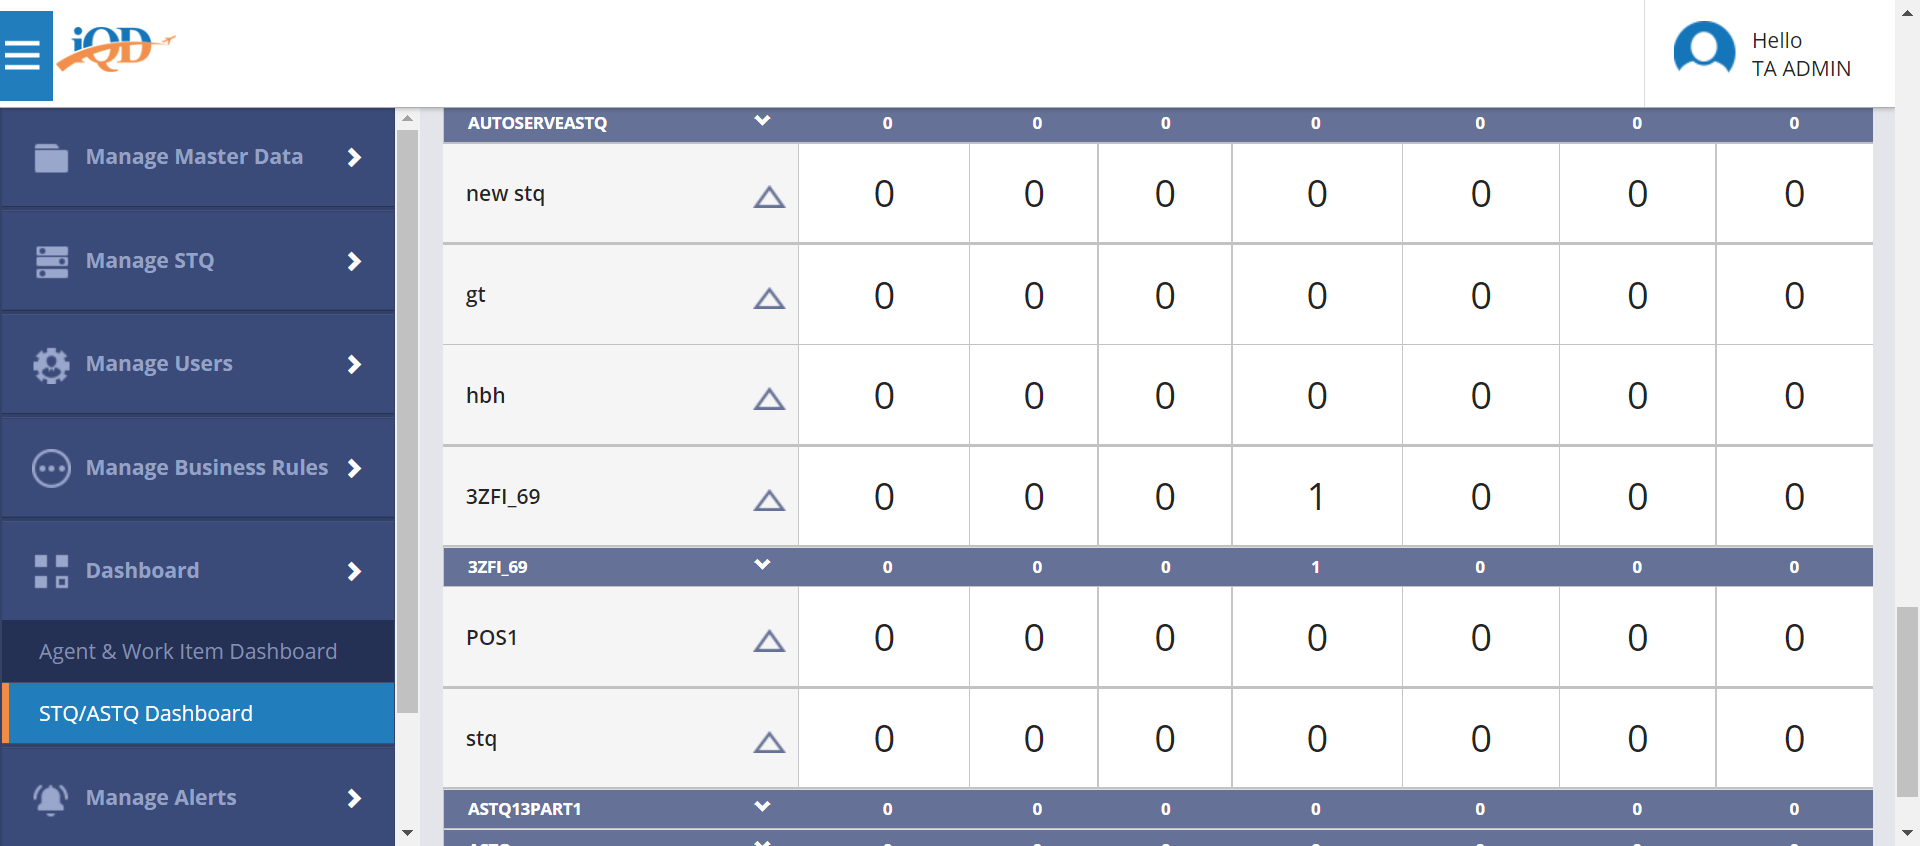 iQD
Hello
TA ADMIN
Manage Master Data
Manage STQ
Manage Users
Manage Business Rules
Dashboard
Agent & Work Item Dashboard
STQ/ASTQ Dashboard
Manage Alerts
AUTOSERVEASTQ 0 0 0 0 0 0 0
new stq 0 0 0 0 0 0 0
gt 0 0 0 0 0 0 0
hbh 0 0 0 0 0 0 0
3ZFI_69 0 0 0 1 0 0 0
3ZFI_69 0 0 0 1 0 0 0
POS1 0 0 0 0 0 0 0
stq 0 0 0 0 0 0 0
ASTQ13PART1 0 0 0 0 0 0 0